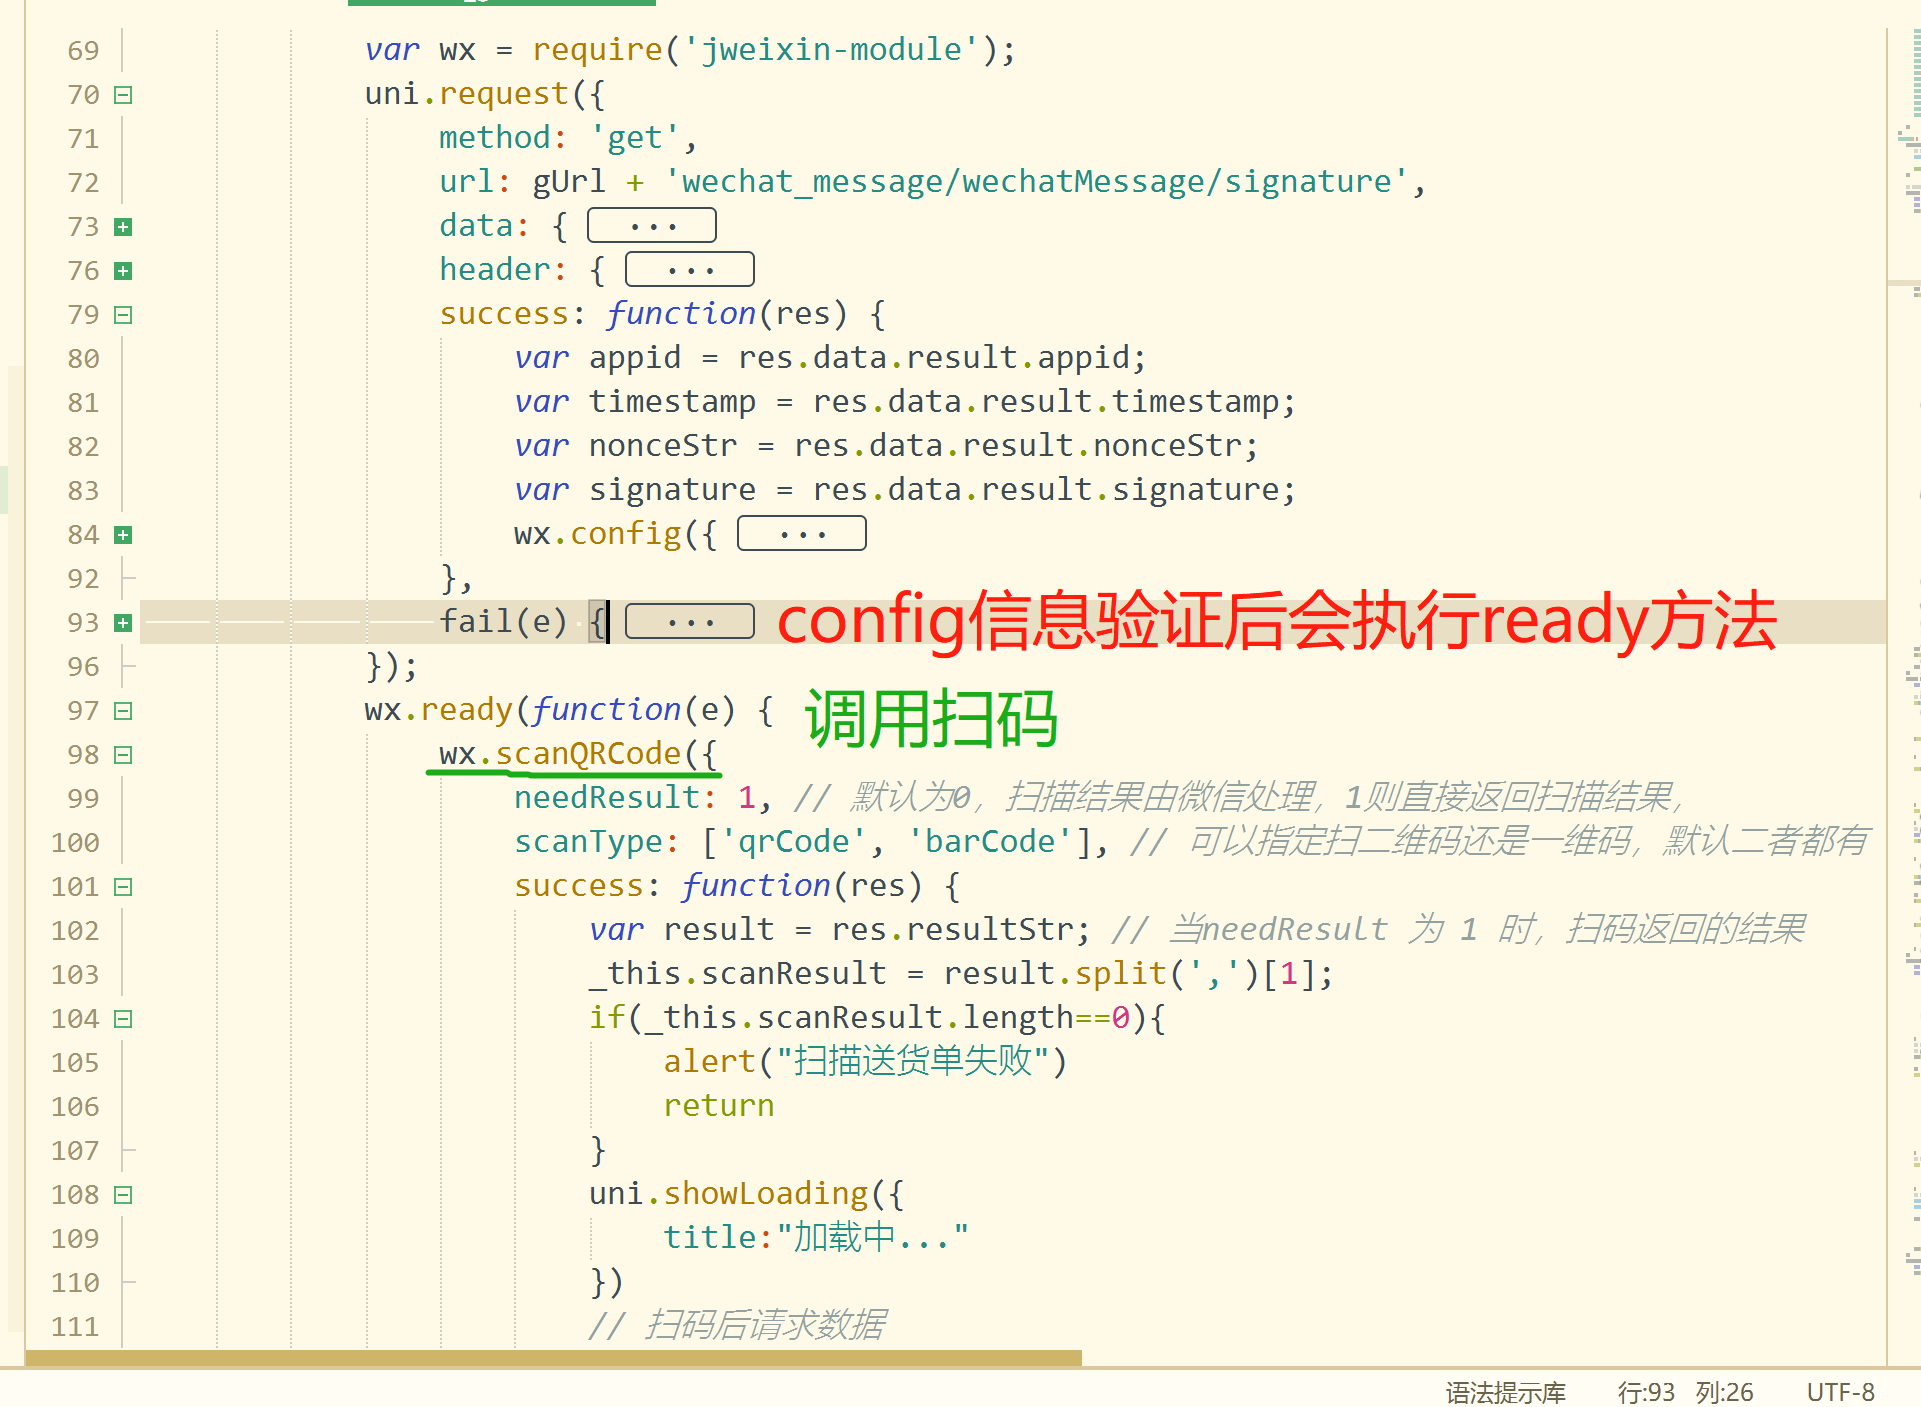 69 var wx = require('jweixin-module');
70 uni.request({
71 method: 'get',
72 url: gUrl + 'wechat_message/wechatMessage/signature',
73 data: { ...
76 header: { ...
79 success: function(res) {
80 var appid = res.data.result.appid;
81 var timestamp = res.data.result.timestamp;
82 var nonceStr = res.data.result.nonceStr;
83 var signature = res.data.result.signature;
84 wx.config({ ...
92 },
93 fail(e) { ... config信息验证后会执行ready方法
96 });
97 wx.ready(function(e) { 调用扫码
98 wx.scanQRCode({
99 needResult: 1, // 默认为0，扫描结果由微信处理，1则直接返回扫描结果，
100 scanType: ['qrCode', 'barCode'], // 可以指定扫二维码还是一维码，默认二者都有
101 success: function(res) {
102 var result = res.resultStr; // 当needResult 为 1 时，扫码返回的结果
103 _this.scanResult = result.split(',')[1];
104 if(_this.scanResult.length==0){
105 alert("扫描送货单失败")
106 return
107 }
108 uni.showLoading({
109 title:"加载中..."
110 })
111 // 扫码后请求数据
语法提示库 行:93 列:26 UTF-8